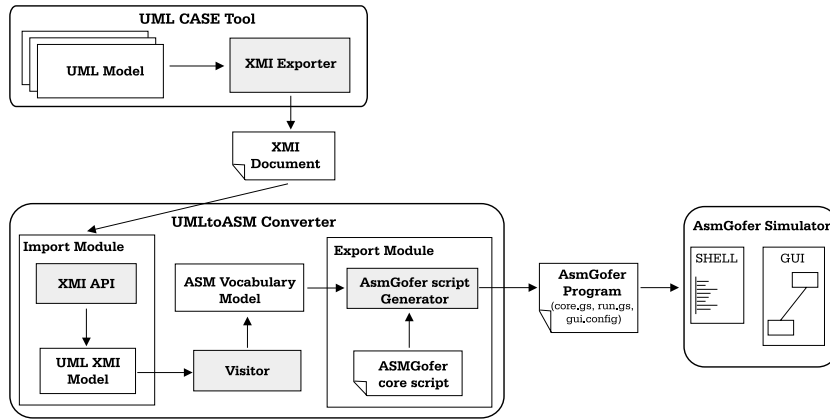 UML CASE Tool
UML Model
XMI Exporter
XMI
Document
UMLtoASM Converter
Import Module
XMI API
UML XMI
Model
Visitor
ASM Vocabulary
Model
Export Module
AsmGofer script
Generator
ASMGofer
core script
AsmGofer
Program
(core.gs, run.gs,
gui.config)
AsmGofer Simulator
SHELL
GUI